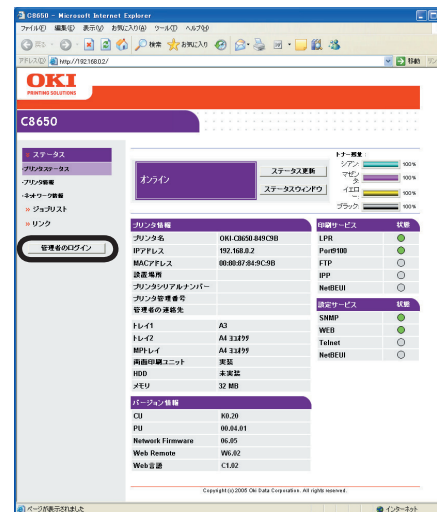 C8650 - Microsoft Internet Explorer
ファイル(F) 編集(E) 表示(V) お気に入り(A) ツール(T) ヘルプ(H)
戻る 検索 お気に入り
アドレス(D) http://192.168.0.2/ 移動
OKI
PRINTING SOLUTIONS
C8650
ステータス
プリンタステータス
プリンタ情報
ネットワーク情報
ジョブリスト
リンク
管理者のログイン
オンライン
ステータス更新
ステータスウィンドウ
トナー残量:
シアン: 100%
マゼンタ: 100%
イエロー: 100%
ブラック: 100%
プリンタ情報
プリンタ名 OKI-C8650-849C9B
IPアドレス 192.168.0.2
MACアドレス 00:80:87:84:9C:9B
設置場所
プリンタシリアルナンバー
プリンタ管理番号
管理者の連絡先
トレイ1 A3
トレイ2 A4 ヨコオクリ
MPトレイ A4 ヨコオクリ
両面印刷ユニット 実装
HDD 未実装
メモリ 32 MB
バージョン情報
CU K0.20
PU 00.04.01
Network Firmware 06.05
Web Remote W6.02
Web言語 C1.02
印刷サービス 状態
LPR
Port9100
FTP
IPP
NetBEUI
設定サービス 状態
SNMP
WEB
Telnet
NetBEUI
Copyright (c) 2005 Oki Data Corporation. All rights reserved.
ページが表示されました インターネット